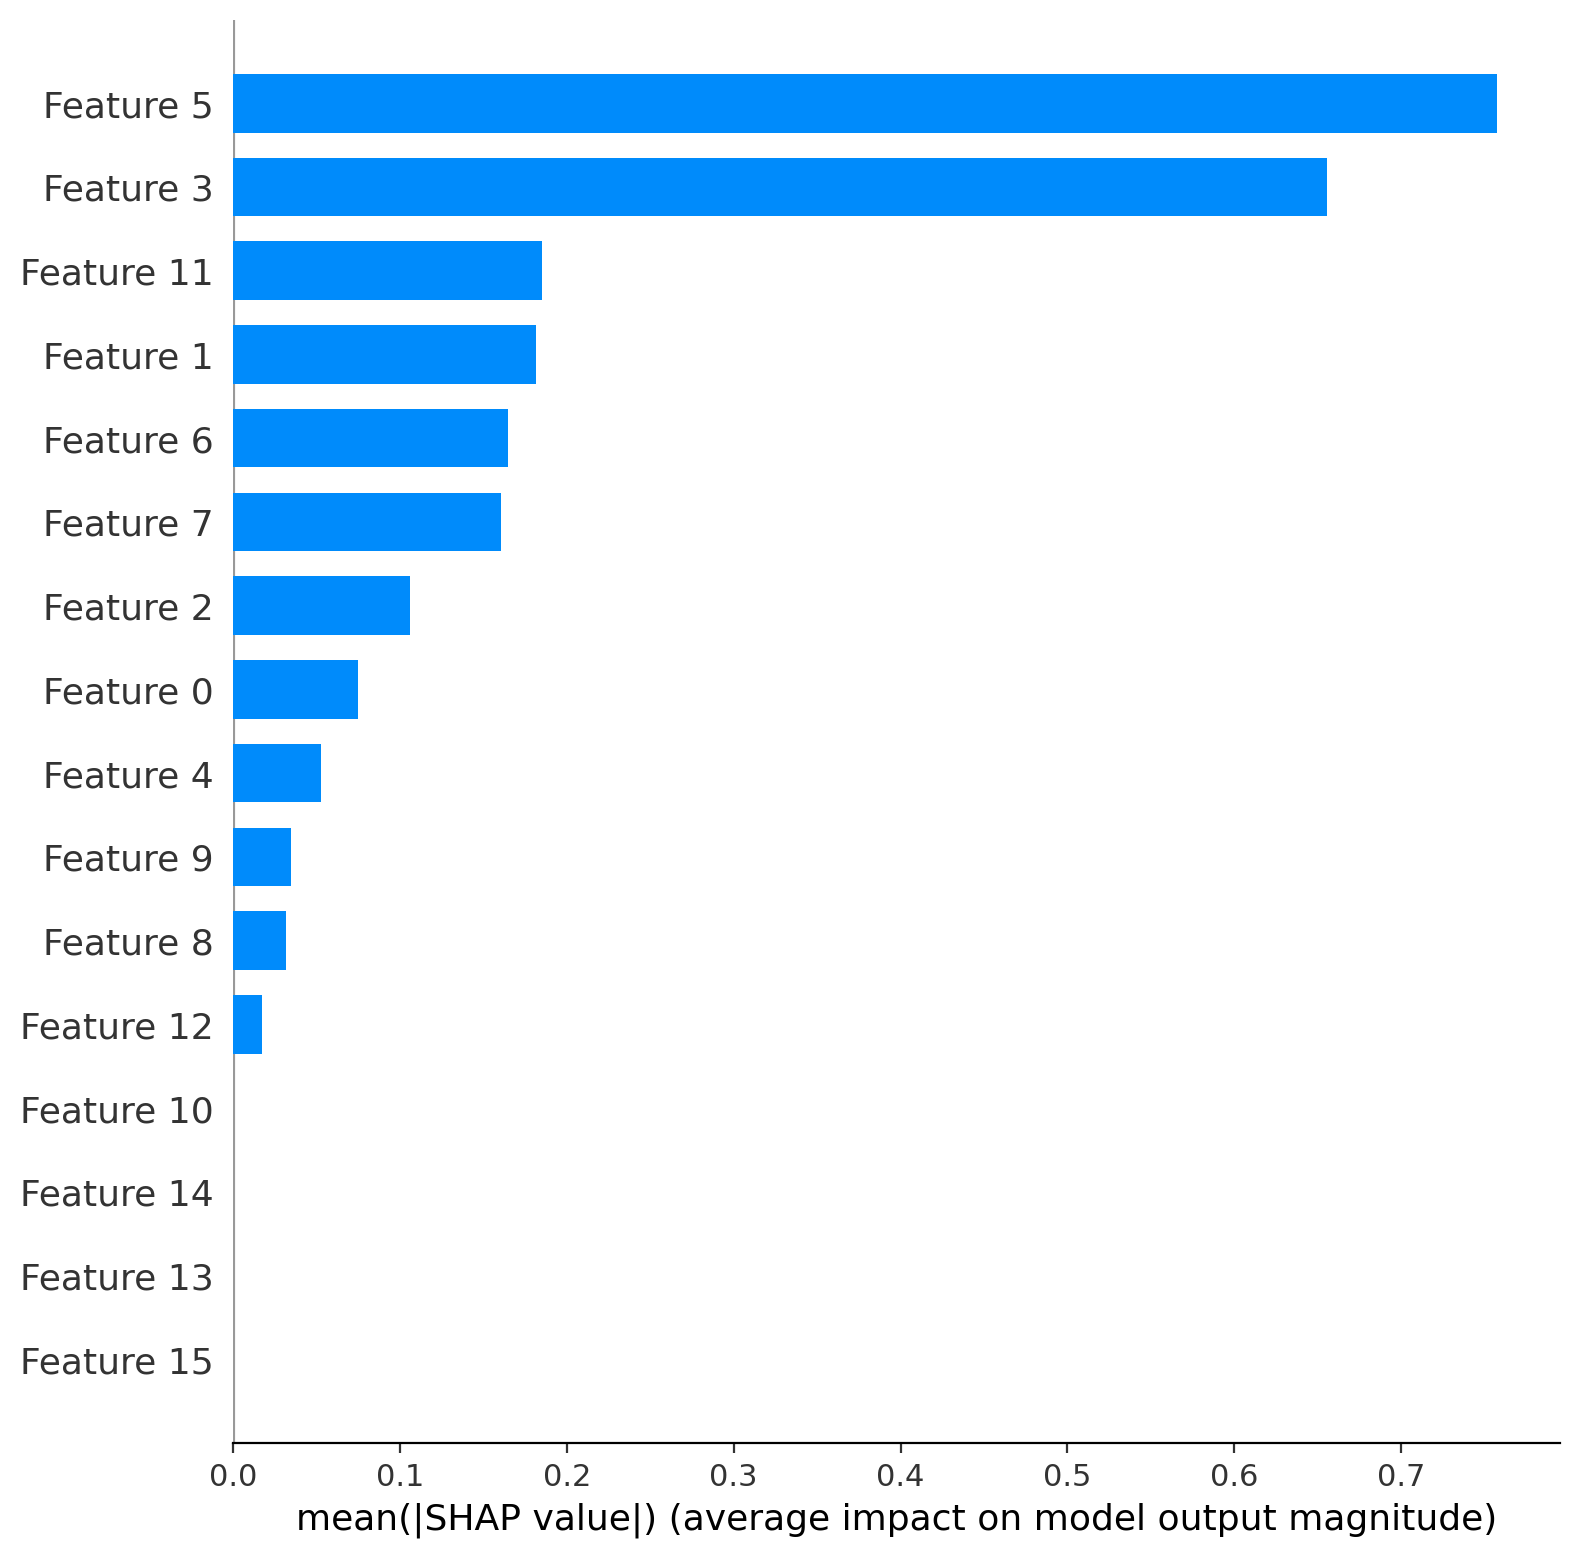 Feature 5
Feature 3
Feature 11
Feature 1
Feature 6
Feature 7
Feature 2
Feature 0
Feature 4
Feature 9
Feature 8
Feature 12
Feature 10
Feature 14
Feature 13
Feature 15
0.0 0.1 0.2 0.3 0.4 0.5 0.6 0.7
mean(|SHAP value|) (average impact on model output magnitude)